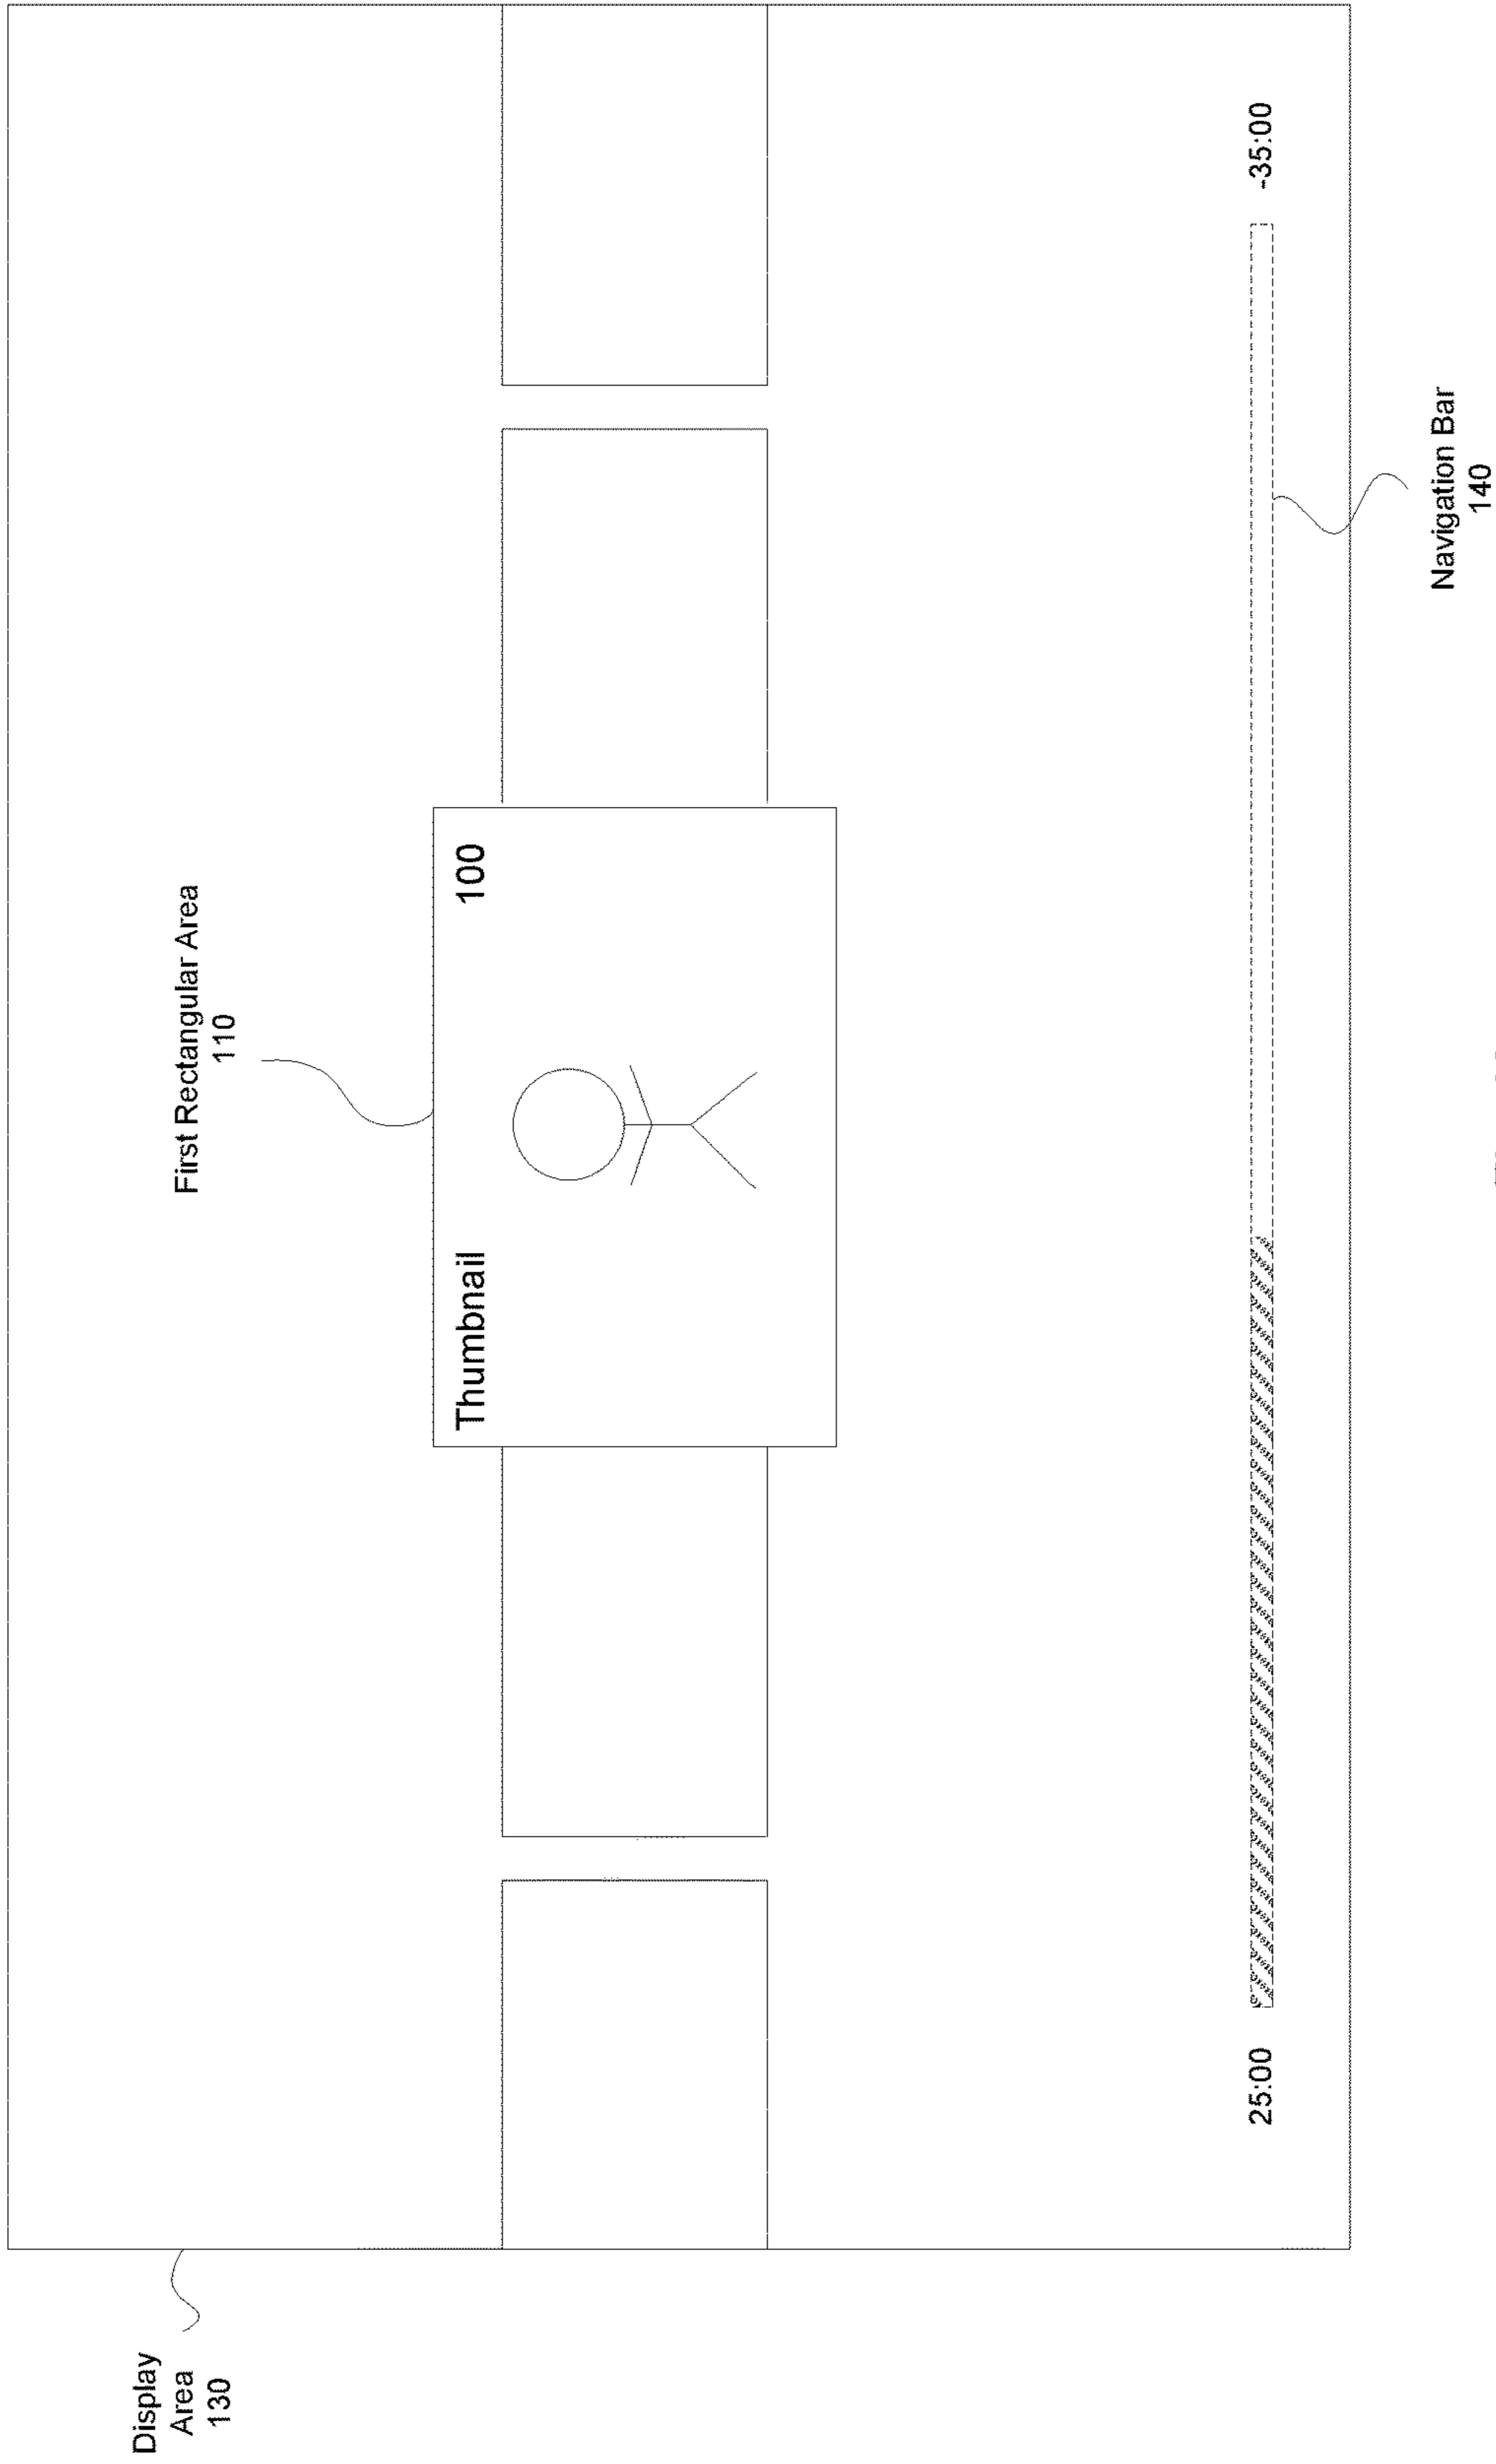 First Rectangular Area
110
Display
Area
130
Thumbnail 100
25:00 -35:00
Navigation Bar
140